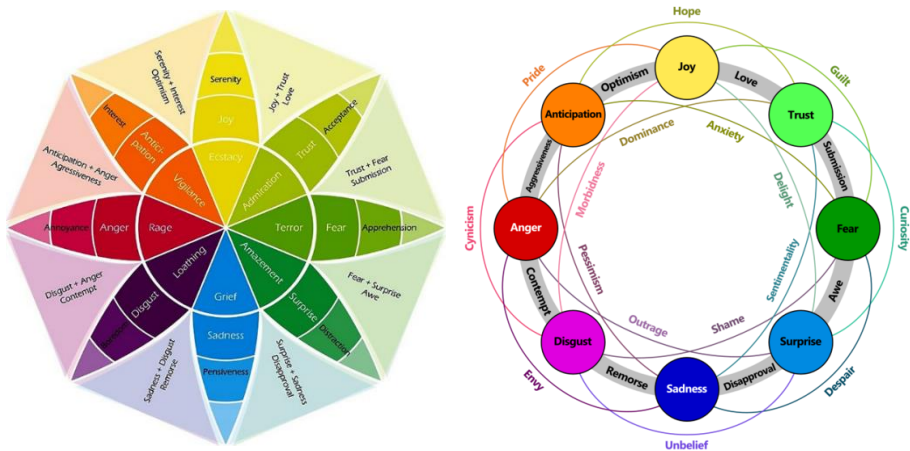 Serenity + Interest
Optimism
Joy + Trust
Love
Serenity
Joy
Ecstacy
Interest
Antici-
pation
Vigilance
Acceptance
Trust
Admiration
Anticipation + Anger
Agressiveness
Trust + Fear
Submission
Annoyance
Anger
Rage
Terror
Fear
Apprehension
Loathing
Disgust
Amazement
Surprise
Distraction
Grief
Sadness
Pensiveness
Disgust + Anger
Contempt
Fear + Surprise
Awe
Sadness + Disgust
Remorse
Surprise + Sadness
Disapproval
Hope
Pride
Guilt
Optimism
Joy
Love
Anticipation
Trust
Dominance
Anxiety
Aggressiveness
Submission
Morbidness
Delight
Cynicism
Anger
Fear
Curiosity
Pessimism
Sentimentality
Contempt
Awe
Outrage
Shame
Disgust
Surprise
Envy
Remorse
Sadness
Disapproval
Despair
Unbelief